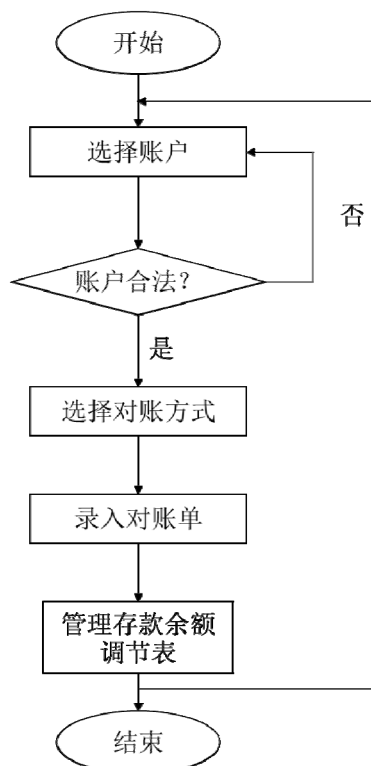 开始
选择账户
否
账户合法?
是
选择对账方式
录入对账单
管理存款余额
调节表
结束